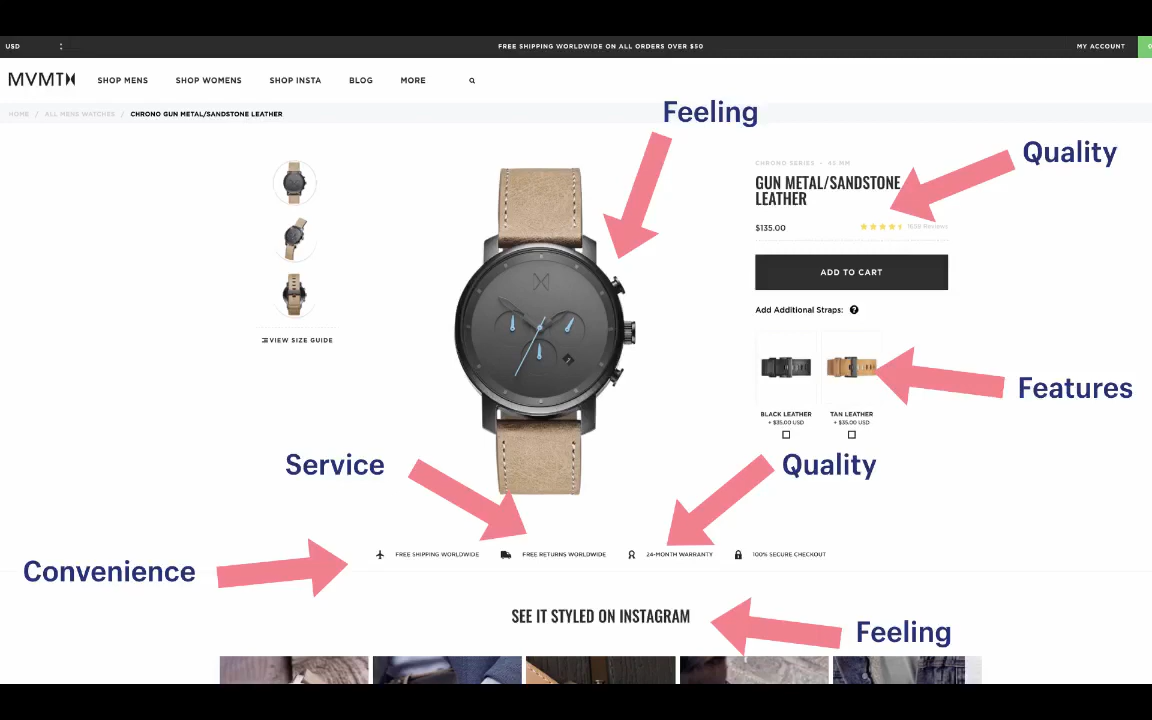 USD
FREE SHIPPING WORLDWIDE ON ALL ORDERS OVER $50
MY ACCOUNT
0
MVMT
SHOP MENS
SHOP WOMENS
SHOP INSTA
BLOG
MORE
HOME / ALL MENS WATCHES / CHRONO GUN METAL/SANDSTONE LEATHER
Feeling
Quality
CHRONO SERIES - 45 MM
GUN METAL/SANDSTONE
LEATHER
$135.00
1639 Reviews
ADD TO CART
Add Additional Straps: ?
VIEW SIZE GUIDE
Features
BLACK LEATHER
+ $35.00 USD
TAN LEATHER
+ $35.00 USD
Service
Quality
FREE SHIPPING WORLDWIDE
FREE RETURNS WORLDWIDE
24-MONTH WARRANTY
100% SECURE CHECKOUT
Convenience
SEE IT STYLED ON INSTAGRAM
Feeling